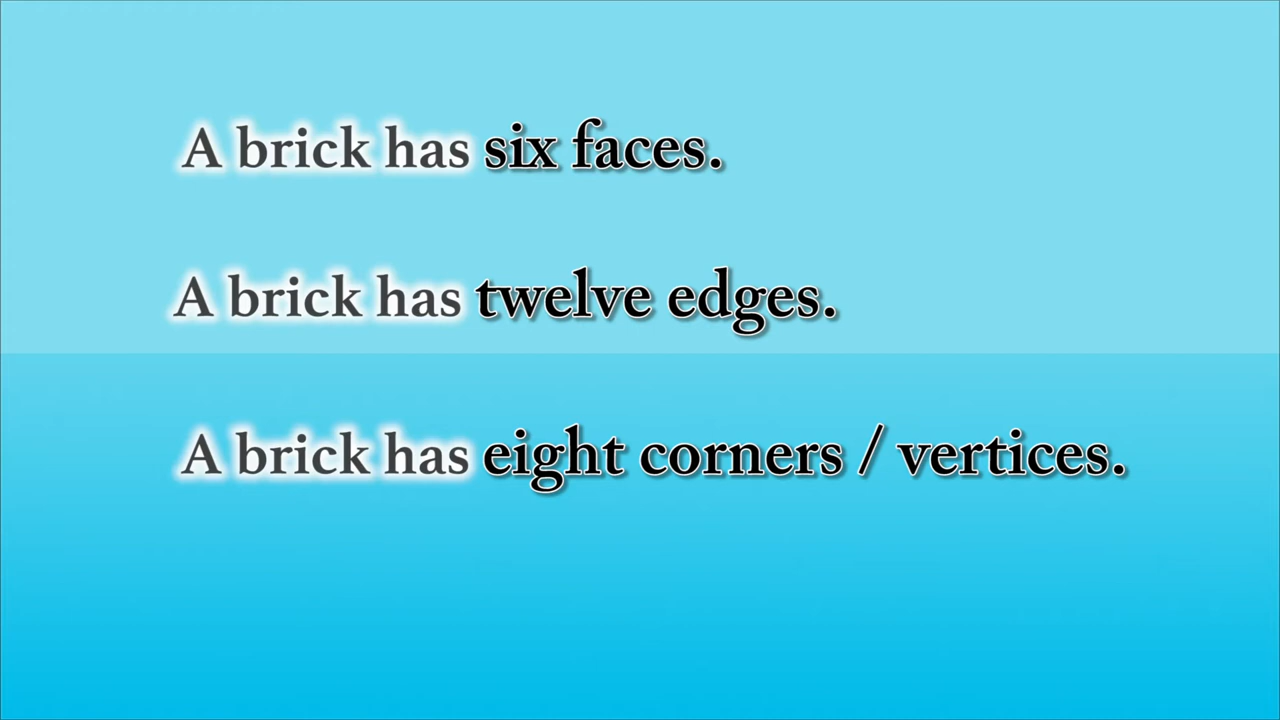 A brick has six faces.
A brick has twelve edges.
A brick has eight corners / vertices.